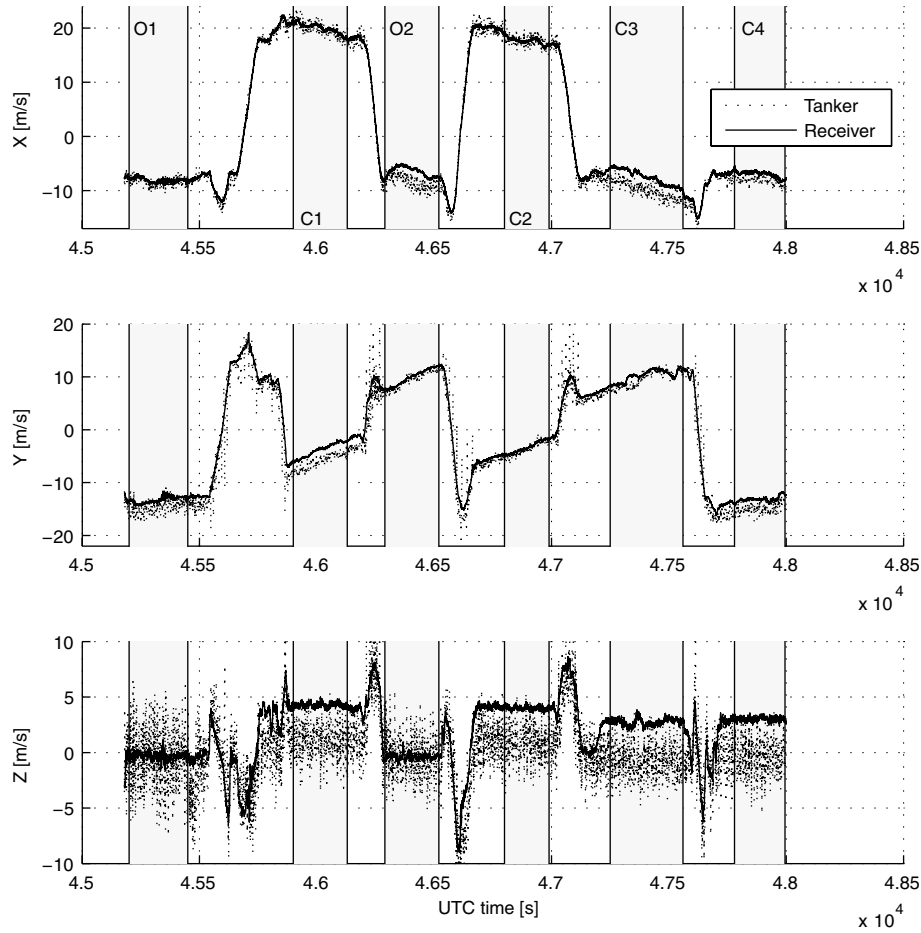 20
10
0
−10
X [m/s]
O1
O2
C3
C4
C1
C2
Tanker
Receiver
4.5
4.55
4.6
4.65
4.7
4.75
4.8
4.85
x 10^4
20
10
0
−10
−20
Y [m/s]
4.5
4.55
4.6
4.65
4.7
4.75
4.8
4.85
x 10^4
10
5
0
−5
−10
Z [m/s]
4.5
4.55
4.6
4.65
4.7
4.75
4.8
4.85
UTC time [s]
x 10^4